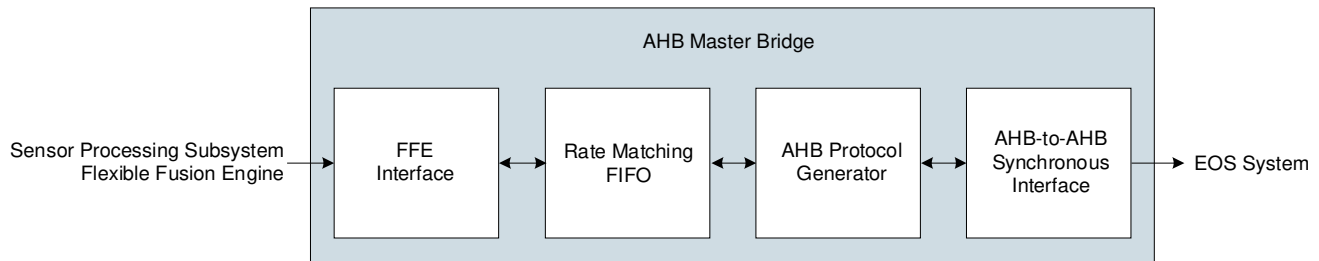 AHB Master Bridge
Sensor Processing Subsystem
Flexible Fusion Engine
FFE
Interface
Rate Matching
FIFO
AHB Protocol
Generator
AHB-to-AHB
Synchronous
Interface
EOS System